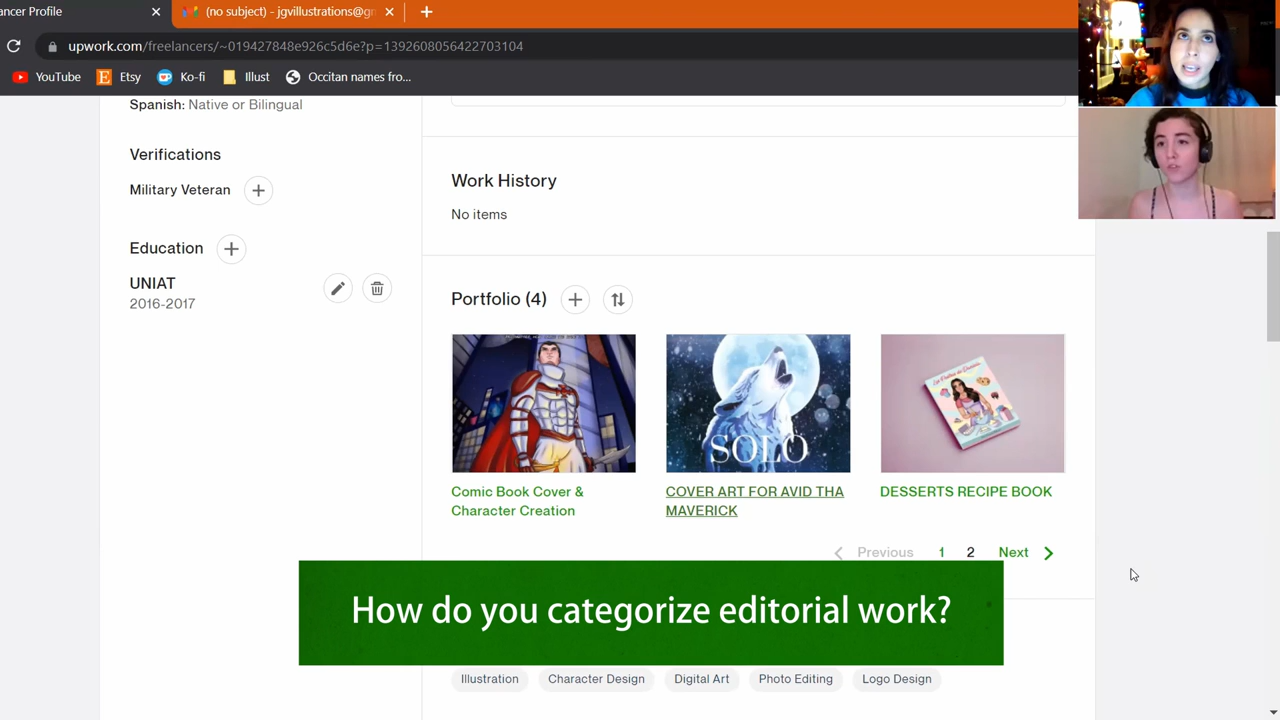 ancer Profile
(no subject) - jgvillustrations@gm
upwork.com/freelancers/~019427848e926c5d6e?p=1392608056422703104
YouTube
Etsy
Ko-fi
Illust
Occitan names fro...
Spanish: Native or Bilingual
Verifications
Military Veteran
Education
UNIAT
2016-2017
Work History
No items
Portfolio (4)
SOLO
Comic Book Cover &
Character Creation
COVER ART FOR AVID THA
MAVERICK
DESSERTS RECIPE BOOK
Previous
1
2
Next
How do you categorize editorial work?
Illustration
Character Design
Digital Art
Photo Editing
Logo Design